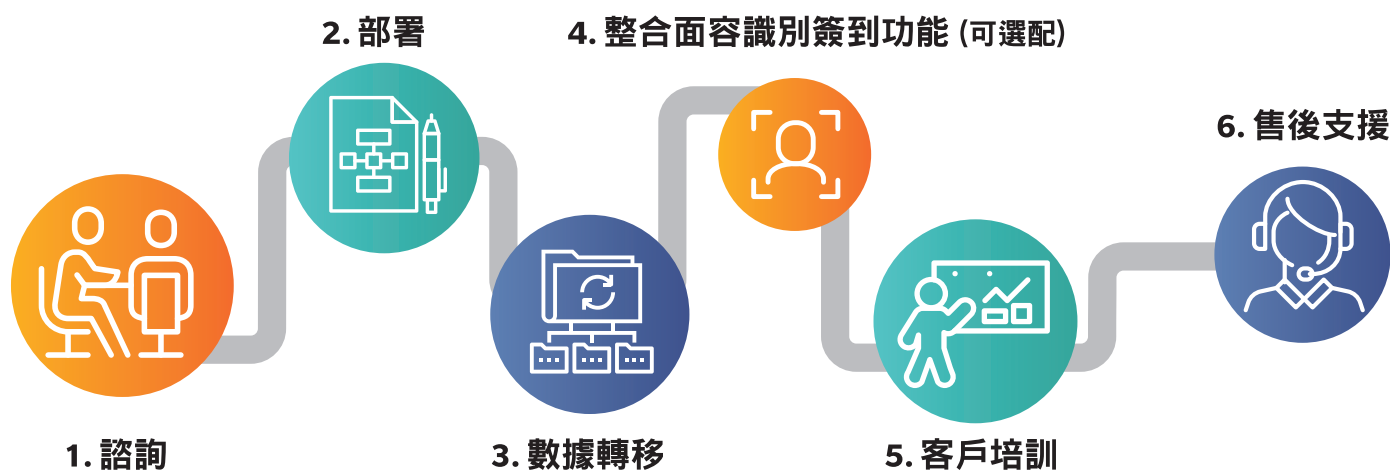 1. 諮詢
2. 部署
3. 數據轉移
4. 整合面容識別簽到功能 (可選配)
5. 客戶培訓
6. 售後支援